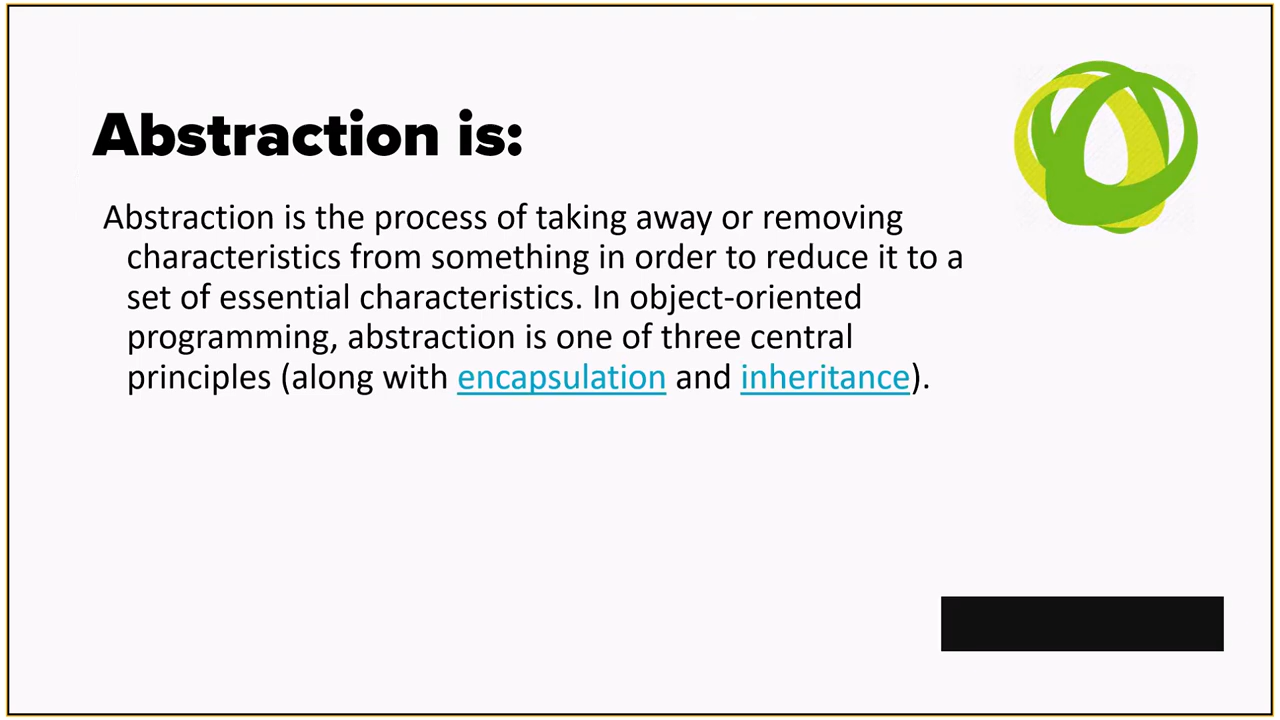 Abstraction is:
Abstraction is the process of taking away or removing
characteristics from something in order to reduce it to a
set of essential characteristics. In object-oriented
programming, abstraction is one of three central
principles (along with encapsulation and inheritance).